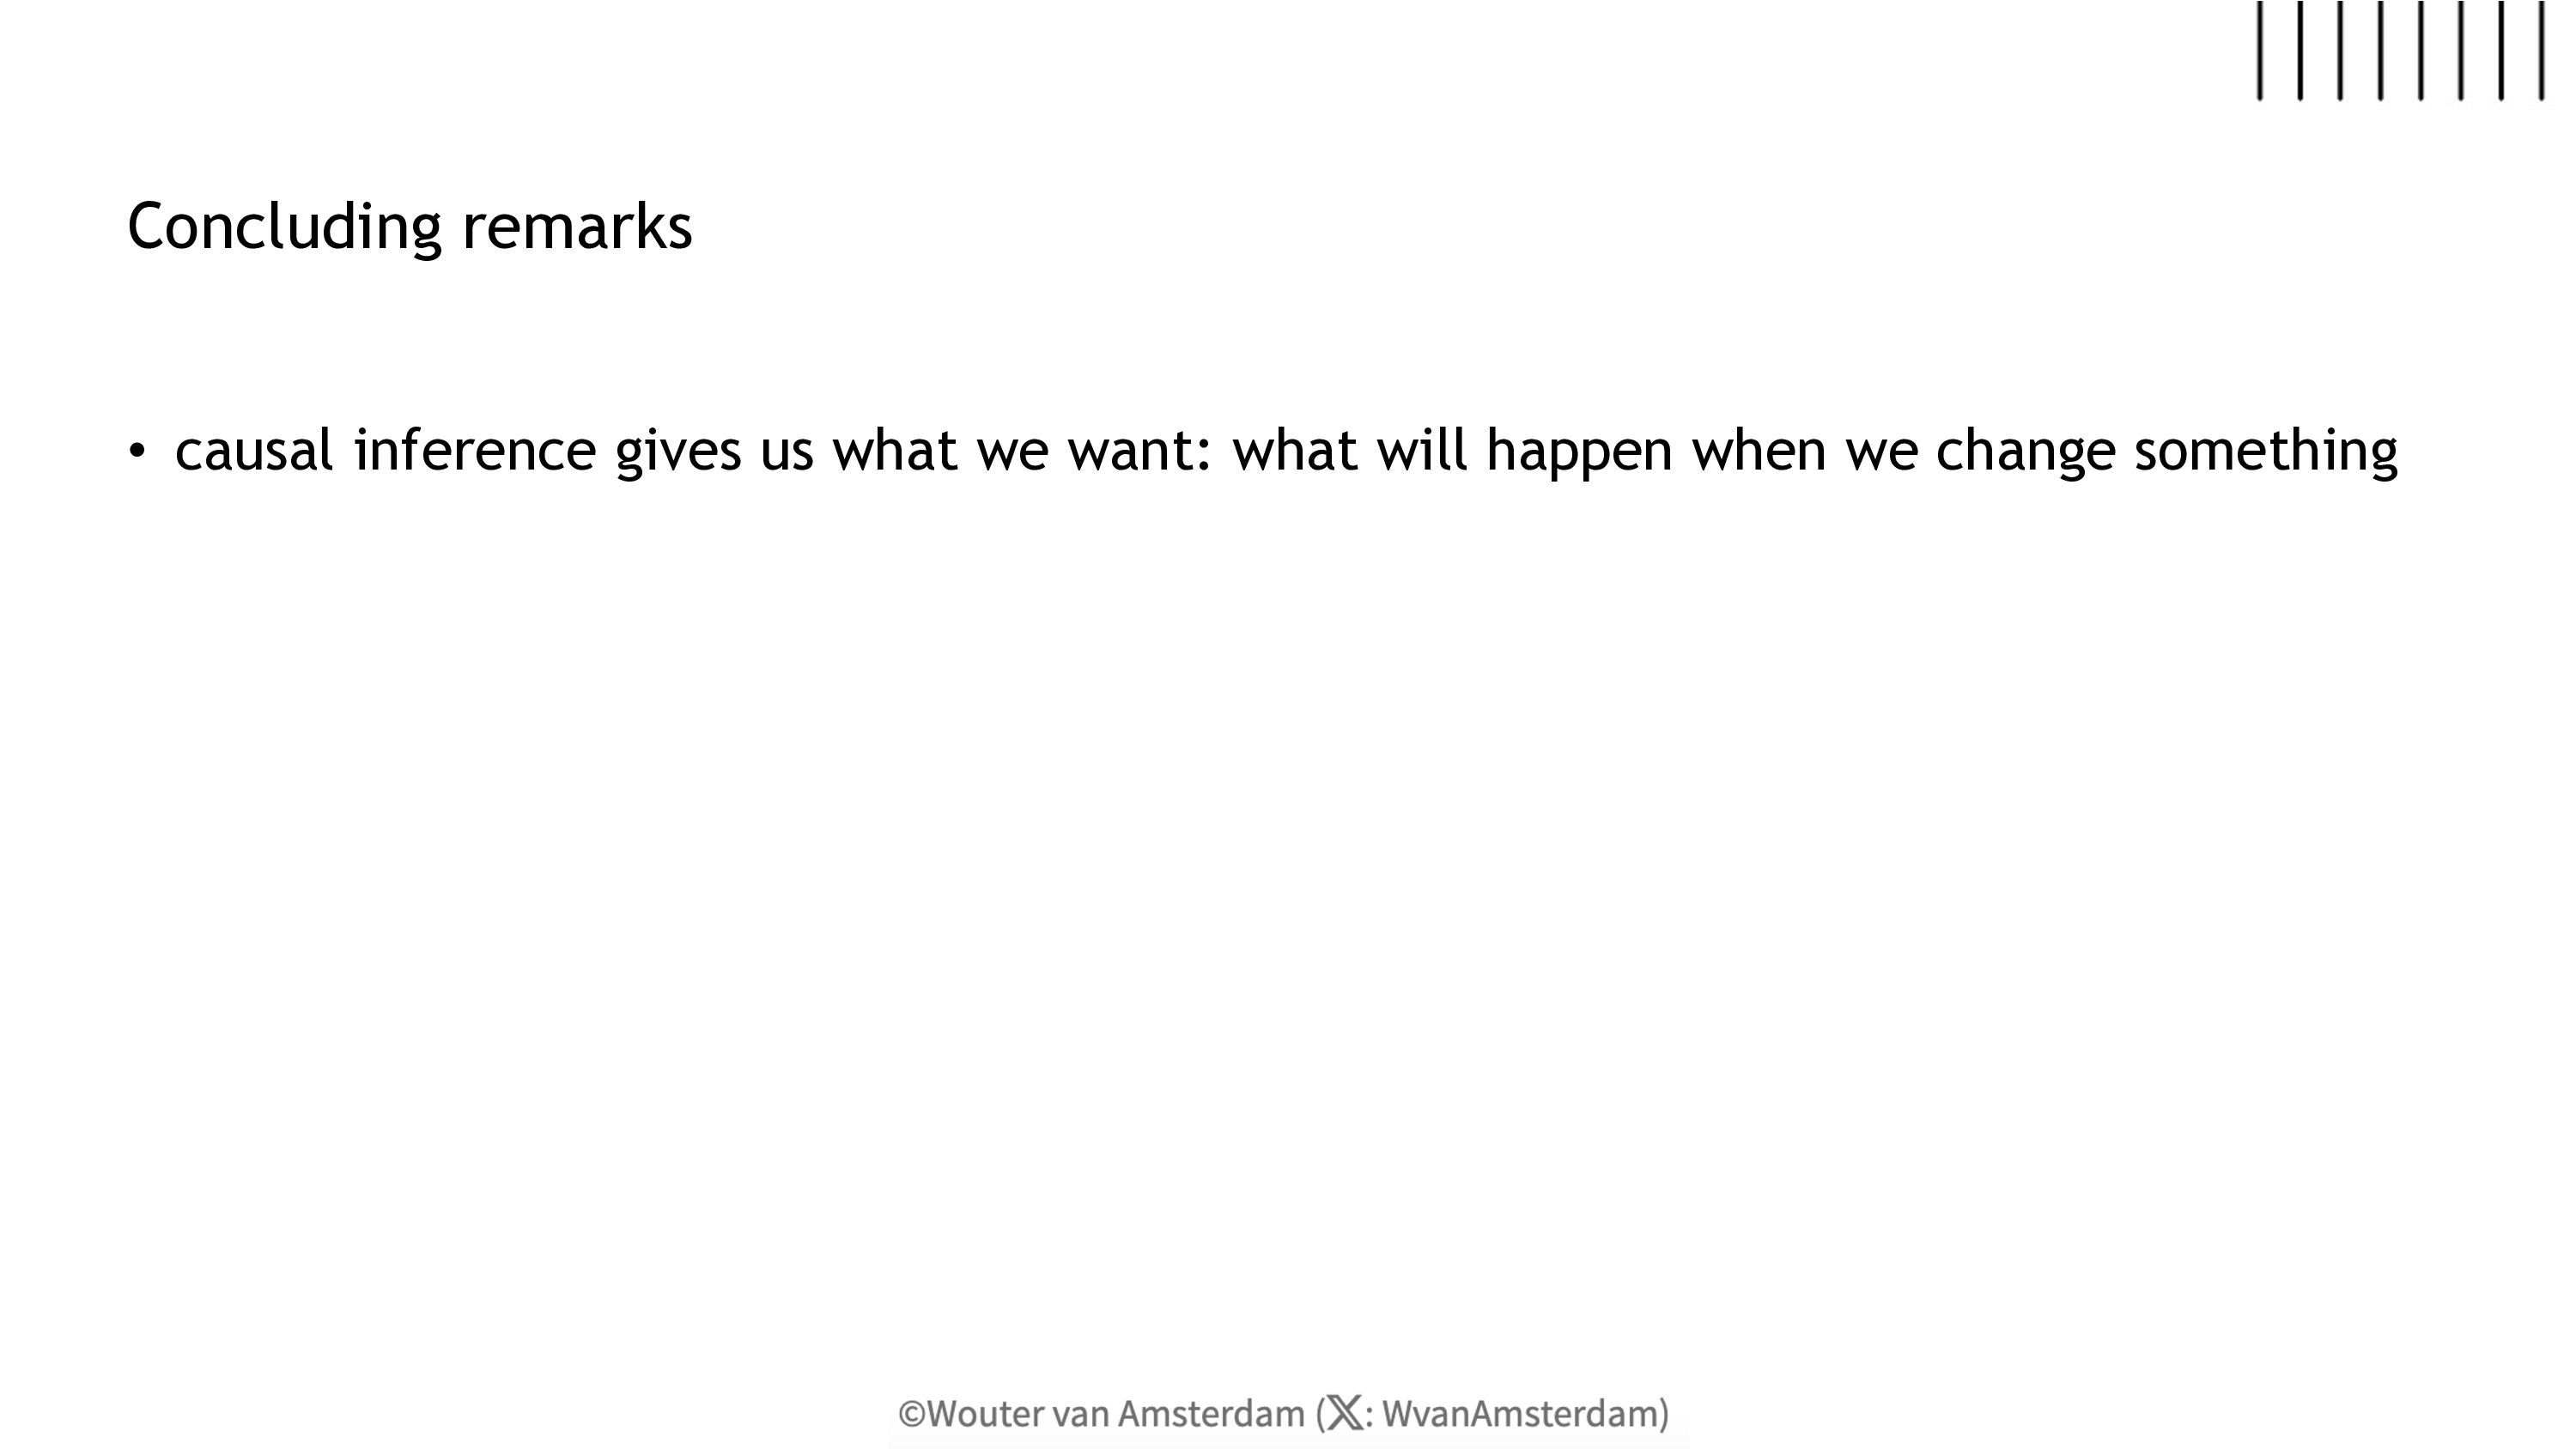 Concluding remarks
• causal inference gives us what we want: what will happen when we change something
©Wouter van Amsterdam (𝕏: WvanAmsterdam)